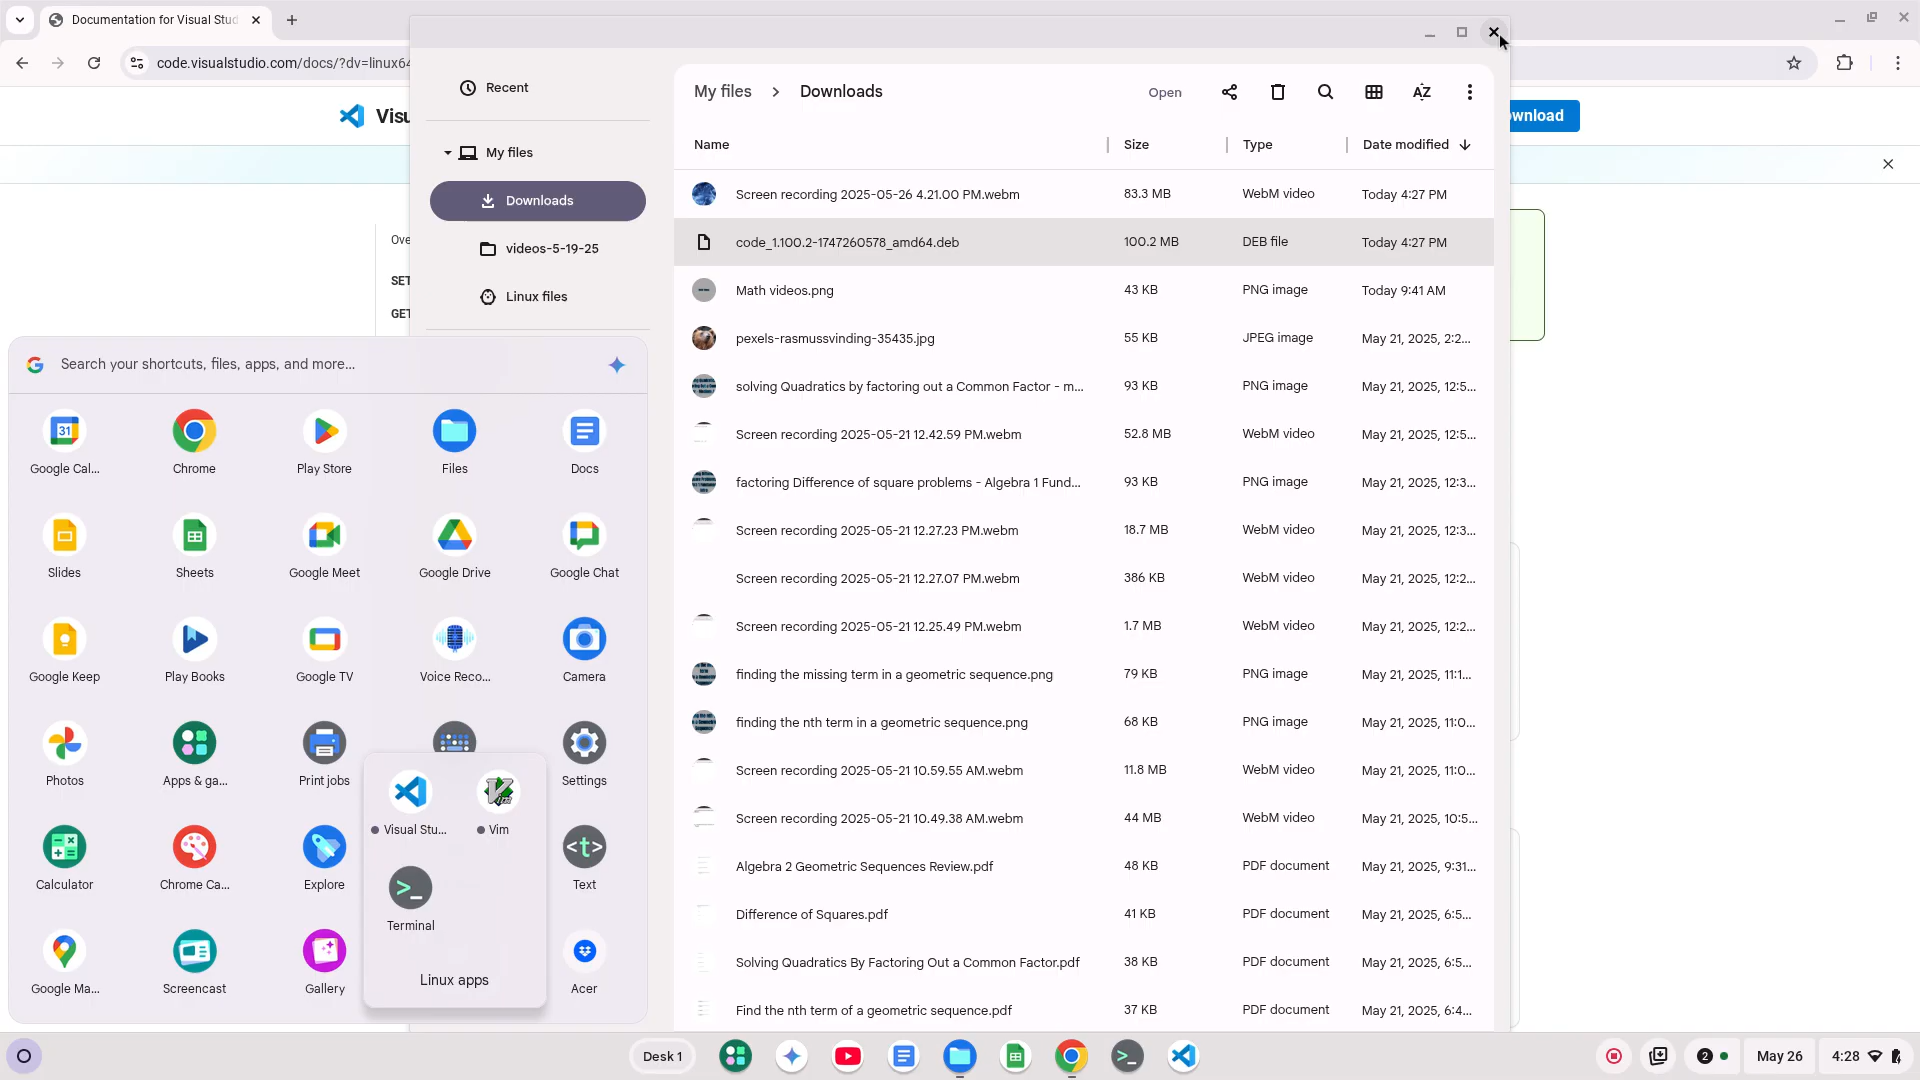 Documentation for Visual Stud
code.visualstudio.com/docs/?dv=linux64
Visu
wnload
Ove
SET
GET
Recent
My files
Downloads
videos-5-19-25
Linux files
My files
Downloads
Open
AZ
Name
Size
Type
Date modified
Screen recording 2025-05-26 4.21.00 PM.webm 83.3 MB WebM video Today 4:27 PM
code_1.100.2-1747260578_amd64.deb 100.2 MB DEB file Today 4:27 PM
Math videos.png 43 KB PNG image Today 9:41 AM
pexels-rasmussvinding-35435.jpg 55 KB JPEG image May 21, 2025, 2:2...
solving Quadratics by factoring out a Common Factor - m... 93 KB PNG image May 21, 2025, 12:5...
Screen recording 2025-05-21 12.42.59 PM.webm 52.8 MB WebM video May 21, 2025, 12:5...
factoring Difference of square problems - Algebra 1 Fund... 93 KB PNG image May 21, 2025, 12:3...
Screen recording 2025-05-21 12.27.23 PM.webm 18.7 MB WebM video May 21, 2025, 12:3...
Screen recording 2025-05-21 12.27.07 PM.webm 386 KB WebM video May 21, 2025, 12:2...
Screen recording 2025-05-21 12.25.49 PM.webm 1.7 MB WebM video May 21, 2025, 12:2...
finding the missing term in a geometric sequence.png 79 KB PNG image May 21, 2025, 11:1...
finding the nth term in a geometric sequence.png 68 KB PNG image May 21, 2025, 11:0...
Screen recording 2025-05-21 10.59.55 AM.webm 11.8 MB WebM video May 21, 2025, 11:0...
Screen recording 2025-05-21 10.49.38 AM.webm 44 MB WebM video May 21, 2025, 10:5...
Algebra 2 Geometric Sequences Review.pdf 48 KB PDF document May 21, 2025, 9:31...
Difference of Squares.pdf 41 KB PDF document May 21, 2025, 6:5...
Solving Quadratics By Factoring Out a Common Factor.pdf 38 KB PDF document May 21, 2025, 6:5...
Find the nth term of a geometric sequence.pdf 37 KB PDF document May 21, 2025, 6:4...
Search your shortcuts, files, apps, and more...
31
Google Cal... Chrome Play Store Files Docs
Slides Sheets Google Meet Google Drive Google Chat
Google Keep Play Books Google TV Voice Reco... Camera
Photos Apps & ga... Print jobs Settings
Visual Stu... Vim
<t>
Calculator Chrome Ca... Explore Text
>_
Terminal
Linux apps
Google Ma... Screencast Gallery Acer
Desk 1
>_
2
May 26
4:28